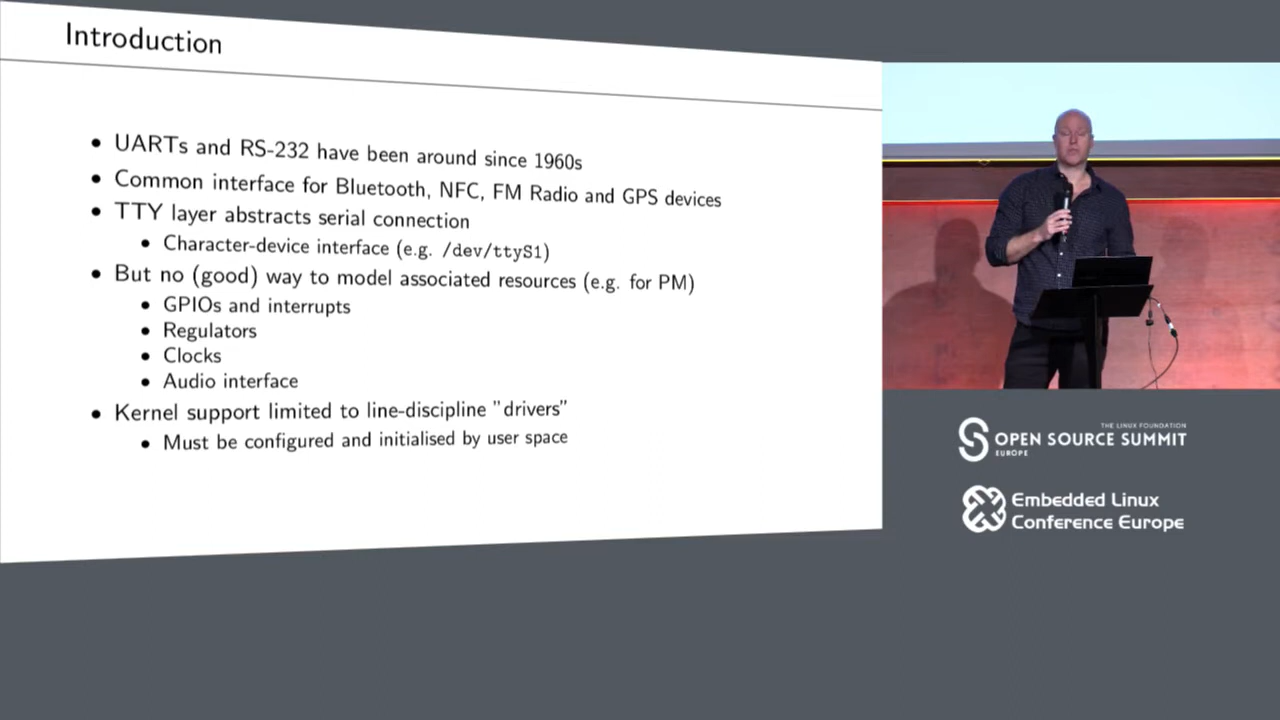 Introduction
• UARTs and RS-232 have been around since 1960s
• Common interface for Bluetooth, NFC, FM Radio and GPS devices
• TTY layer abstracts serial connection
• Character-device interface (e.g. /dev/ttyS1)
• But no (good) way to model associated resources (e.g. for PM)
• GPIOs and interrupts
• Regulators
• Clocks
• Audio interface
• Kernel support limited to line-discipline "drivers"
• Must be configured and initialised by user space
THE LINUX FOUNDATION
OPEN SOURCE SUMMIT
EUROPE
Embedded Linux
Conference Europe